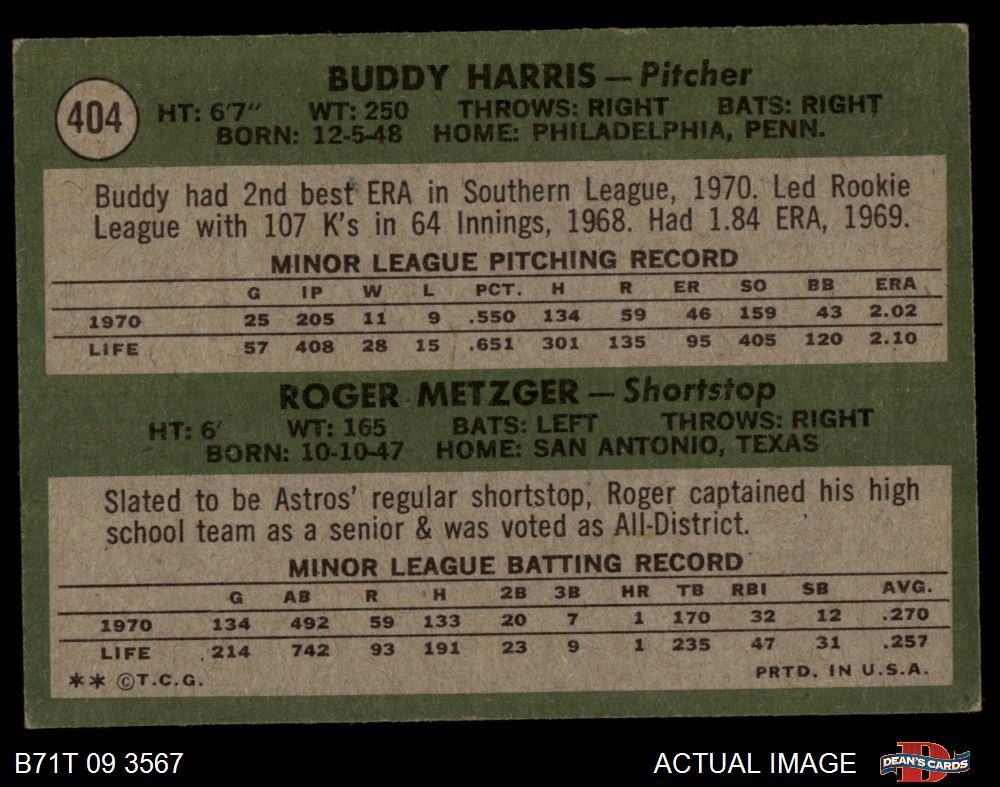 BUDDY HARRIS — Pitcher
404
HT: 6'7" WT: 250 THROWS: RIGHT BATS: RIGHT
BORN: 12-5-48 HOME: PHILADELPHIA, PENN.
Buddy had 2nd best ERA in Southern League, 1970. Led Rookie
League with 107 K's in 64 Innings, 1968. Had 1.84 ERA, 1969.
MINOR LEAGUE PITCHING RECORD
G IP W L PCT. H R ER SO BB ERA
1970 25 205 11 9 .550 134 59 46 159 43 2.02
LIFE 57 408 28 15 .651 301 135 95 405 120 2.10
ROGER METZGER — Shortstop
HT: 6' WT: 165 BATS: LEFT THROWS: RIGHT
BORN: 10-10-47 HOME: SAN ANTONIO, TEXAS
Slated to be Astros' regular shortstop, Roger captained his high
school team as a senior & was voted as All-District.
MINOR LEAGUE BATTING RECORD
G AB R H 2B 3B HR TB RBI SB AVG.
1970 134 492 59 133 20 7 1 170 32 12 .270
LIFE 214 742 93 191 23 9 1 235 47 31 .257
** ©T.C.G. PRTD. IN U.S.A.
B71T 09 3567 ACTUAL IMAGE D DEAN'S CARDS